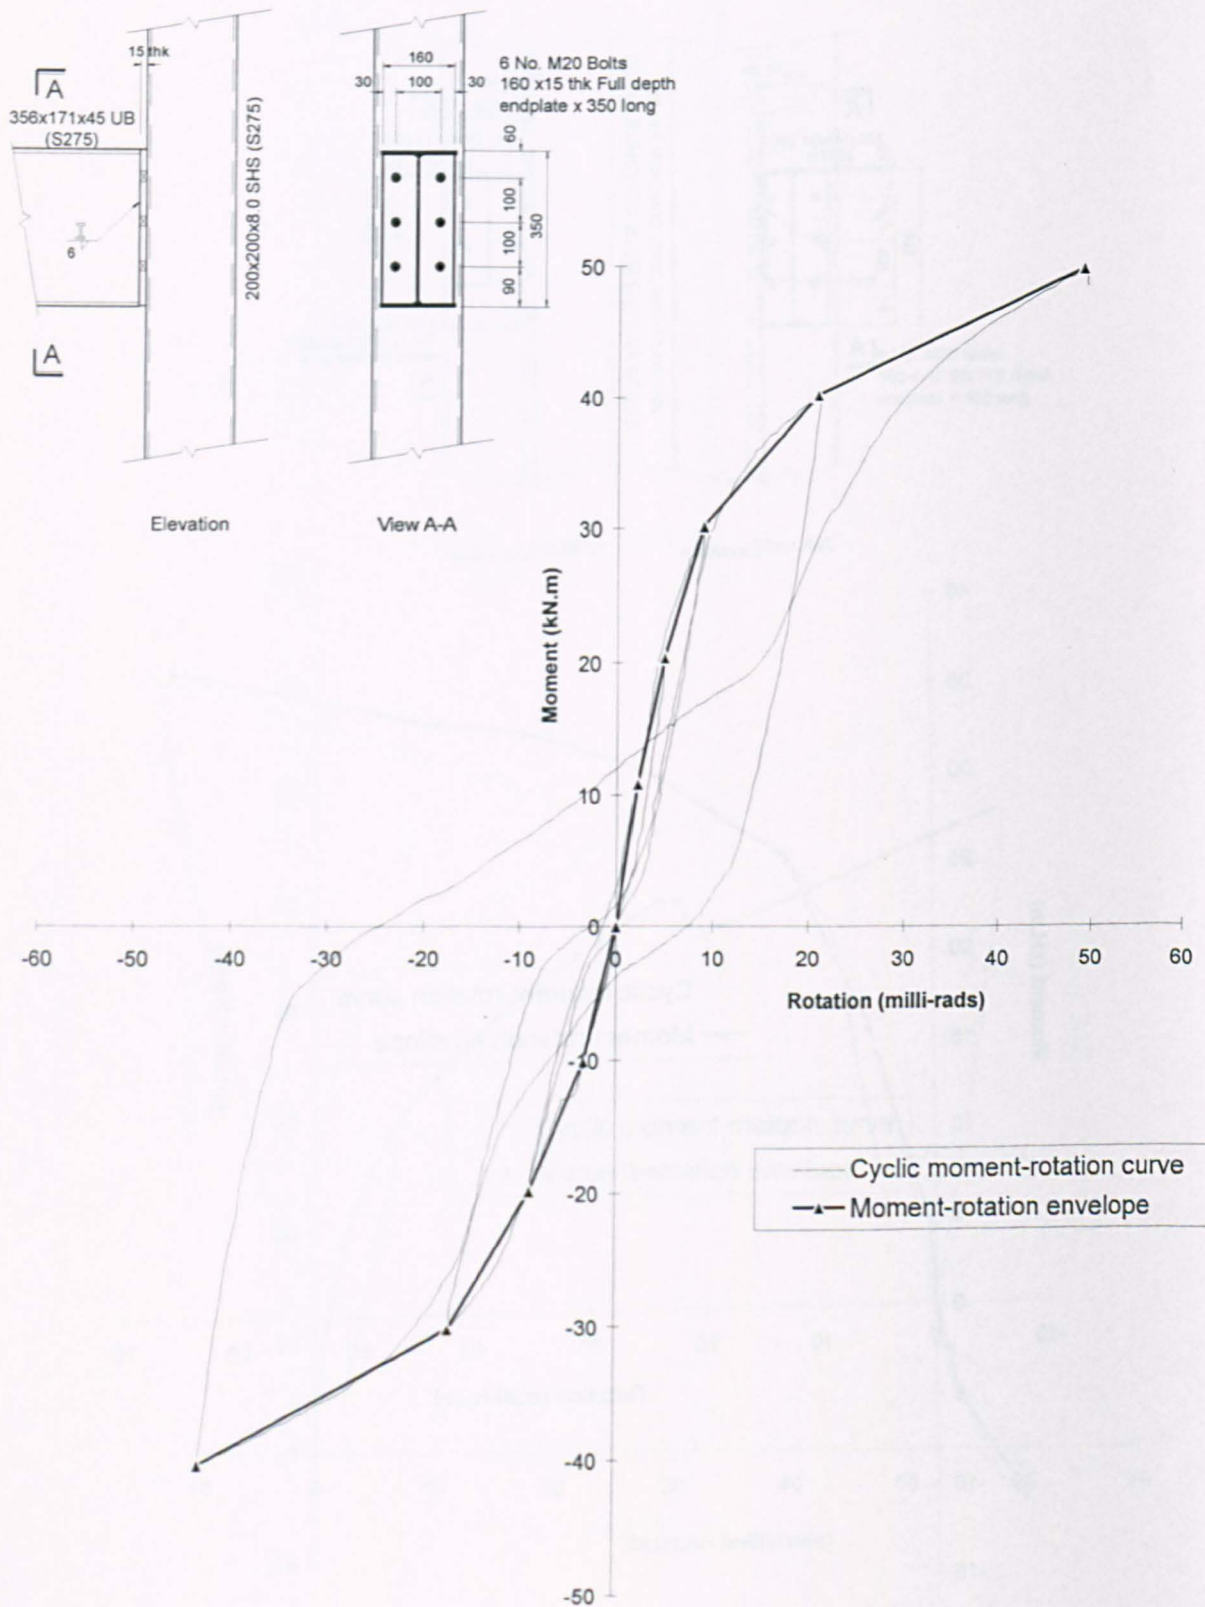 15 thk
A
356x171x45 UB
(S275)
6
A
200x200x8.0 SHS (S275)
Elevation
160
30
100
30
6 No. M20 Bolts
160 x15 thk Full depth
endplate x 350 long
60
100
100
90
350
View A-A
Moment (kN.m)
50
40
30
20
10
0
-10
-20
-30
-40
-50
-60
-50
-40
-30
-20
-10
0
10
20
30
40
50
60
Rotation (milli-rads)
Cyclic moment-rotation curve
Moment-rotation envelope